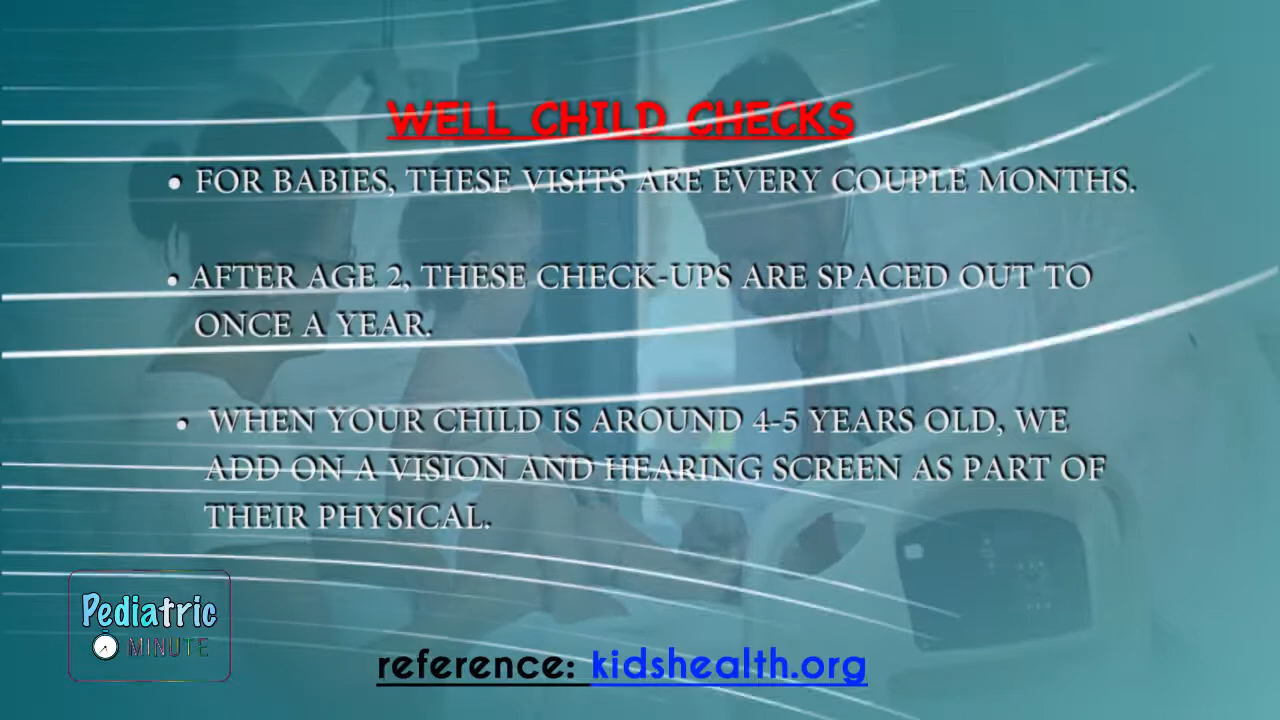 WELL CHILD CHECKS
• FOR BABIES, THESE VISITS ARE EVERY COUPLE MONTHS.
• AFTER AGE 2, THESE CHECK-UPS ARE SPACED OUT TO
ONCE A YEAR.
• WHEN YOUR CHILD IS AROUND 4-5 YEARS OLD, WE
ADD ON A VISION AND HEARING SCREEN AS PART OF
THEIR PHYSICAL.
Pediatric
MINUTE
reference: kidshealth.org